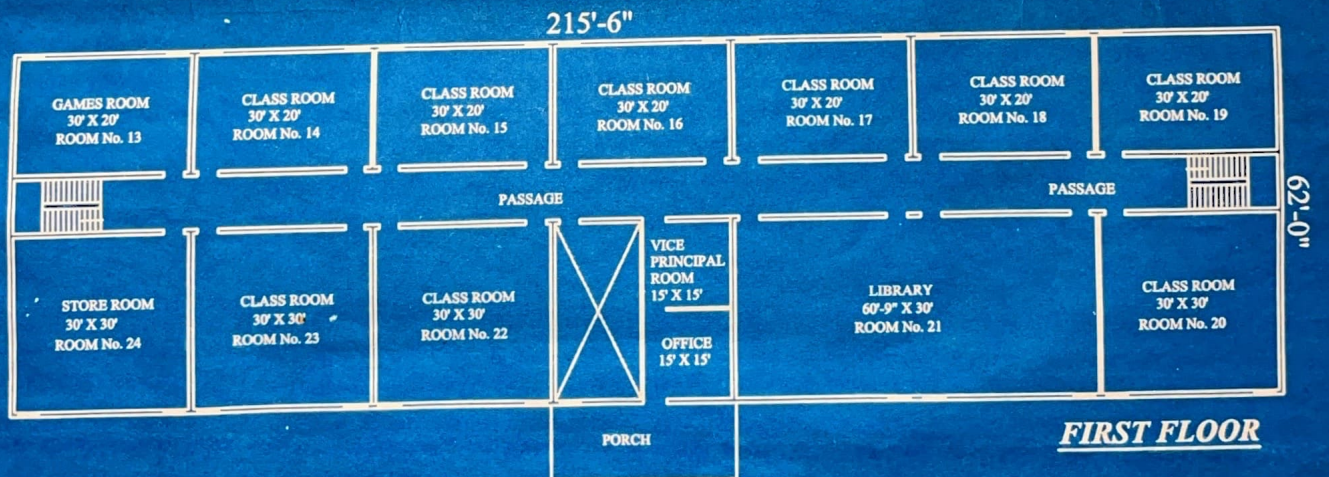 215'-6"
GAMES ROOM
30' X 20'
ROOM No. 13
CLASS ROOM
30' X 20'
ROOM No. 14
CLASS ROOM
30' X 20'
ROOM No. 15
CLASS ROOM
30' X 20'
ROOM No. 16
CLASS ROOM
30' X 20'
ROOM No. 17
CLASS ROOM
30' X 20'
ROOM No. 18
CLASS ROOM
30' X 20'
ROOM No. 19
PASSAGE
PASSAGE
62'-0"
STORE ROOM
30' X 30'
ROOM No. 24
CLASS ROOM
30' X 30'
ROOM No. 23
CLASS ROOM
30' X 30'
ROOM No. 22
VICE
PRINCIPAL
ROOM
15' X 15'
OFFICE
15' X 15'
LIBRARY
60'-9" X 30'
ROOM No. 21
CLASS ROOM
30' X 30'
ROOM No. 20
PORCH
FIRST FLOOR